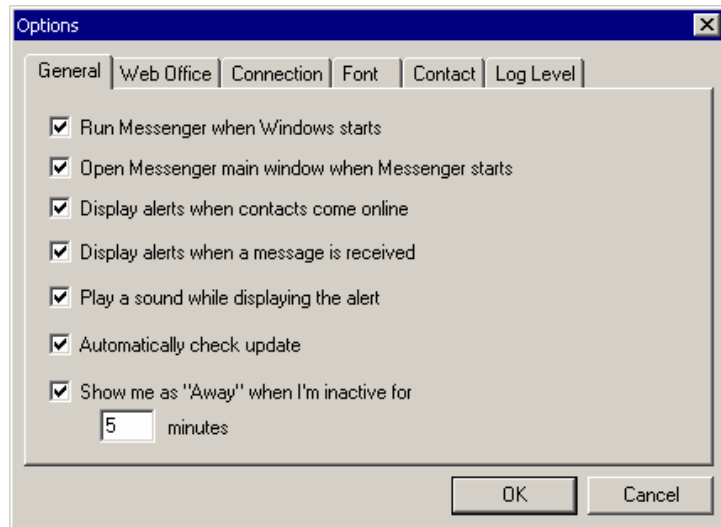 Options
General Web Office Connection Font Contact Log Level
Run Messenger when Windows starts
Open Messenger main window when Messenger starts
Display alerts when contacts come online
Display alerts when a message is received
Play a sound while displaying the alert
Automatically check update
Show me as "Away" when I'm inactive for
5 minutes
OK Cancel